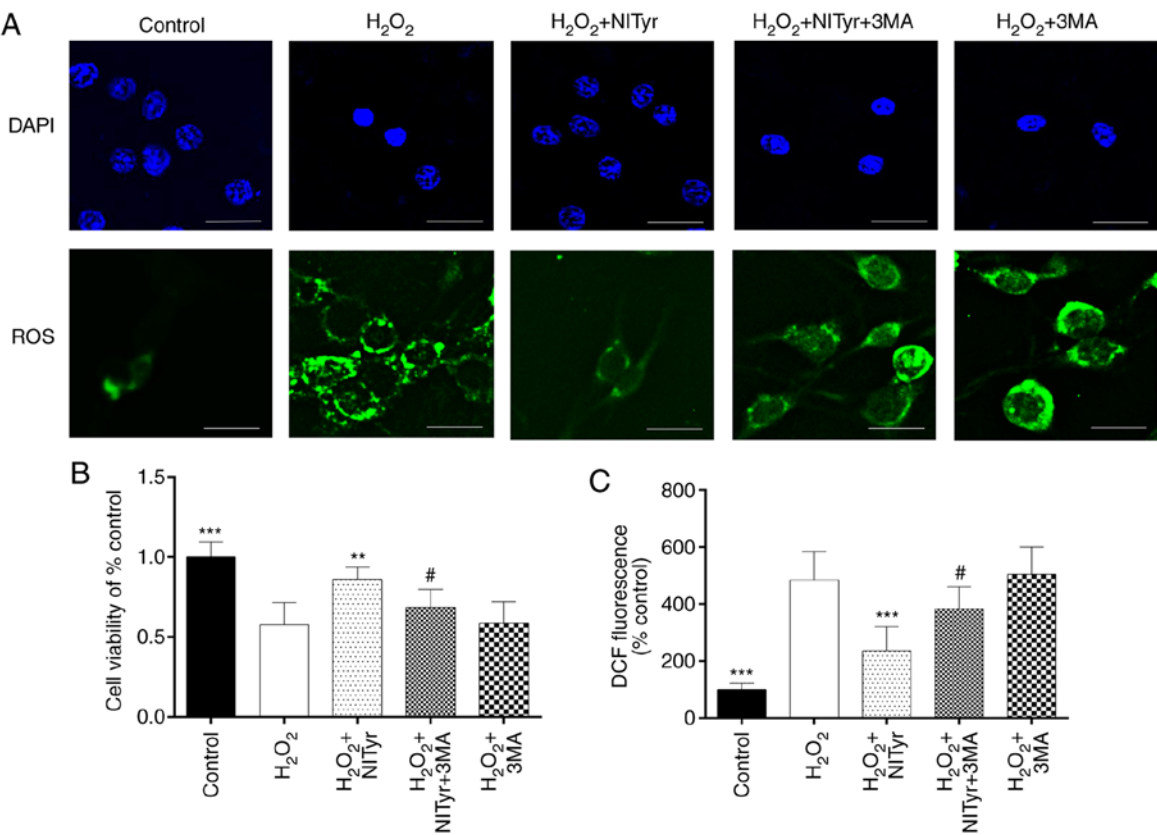 A
Control
H₂O₂
H₂O₂+NITyr
H₂O₂+NITyr+3MA
H₂O₂+3MA
DAPI
ROS
B
Cell viability of % control
1.5
1.0
0.5
0.0
***
**
#
Control
H₂O₂
H₂O₂+
NITyr
H₂O₂+
NITyr+3MA
H₂O₂+
3MA
C
DCF fluorescence
(% control)
800
600
400
200
0
***
***
#
Control
H₂O₂
H₂O₂+
NITyr
H₂O₂+
NITyr+3MA
H₂O₂+
3MA